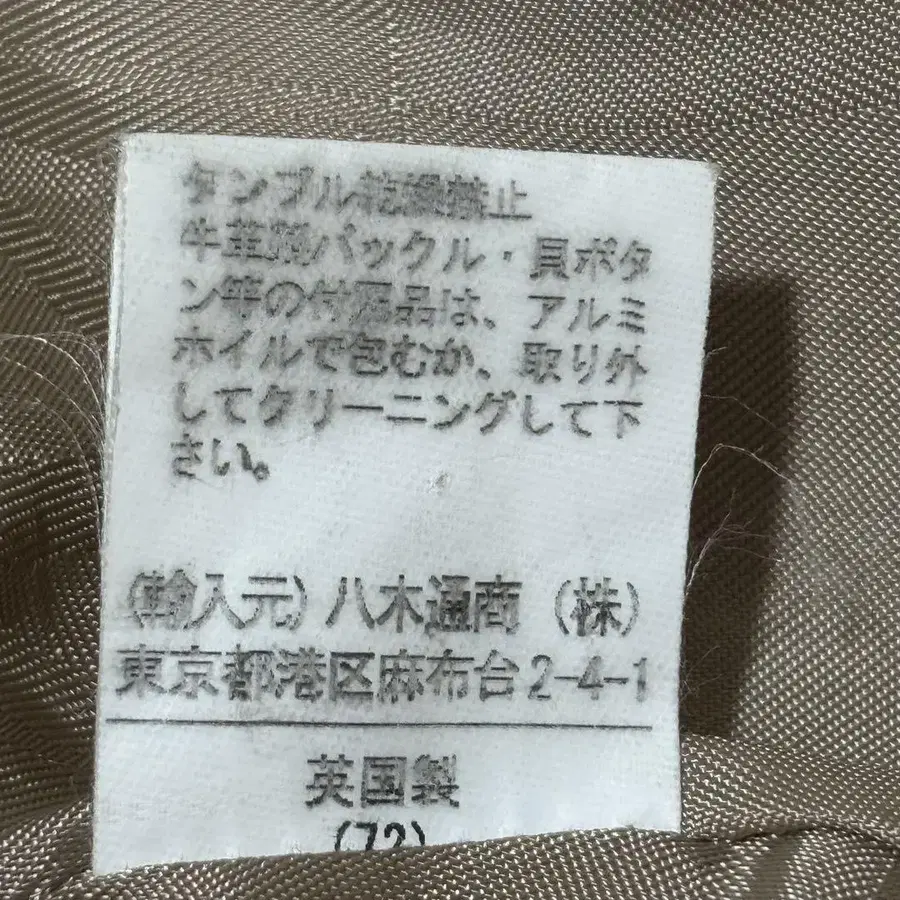 タンブル乾燥禁止
牛革調バックル・貝ボタ
ン等の付属品は、アルミ
ホイルで包むか、取り外
してクリーニングして下
さい。
(輸入元) 八木通商 (株)
東京都港区麻布台2-4-1
英国製
(72)